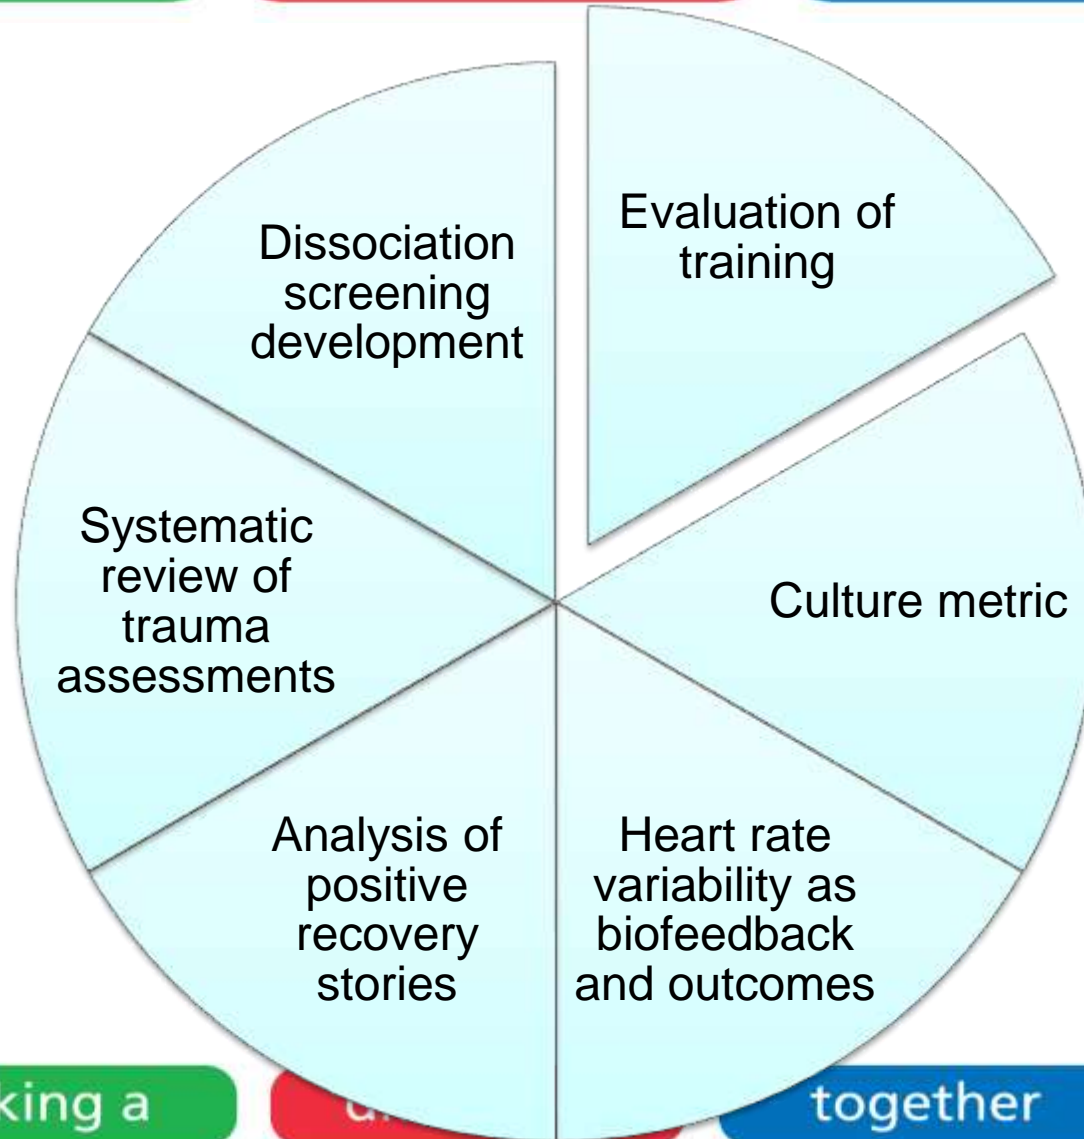 Evaluation of
training
Culture metric
Heart rate
variability as
biofeedback
and outcomes
Analysis of
positive
recovery
stories
Systematic
review of
trauma
assessments
Dissociation
screening
development
king a
together